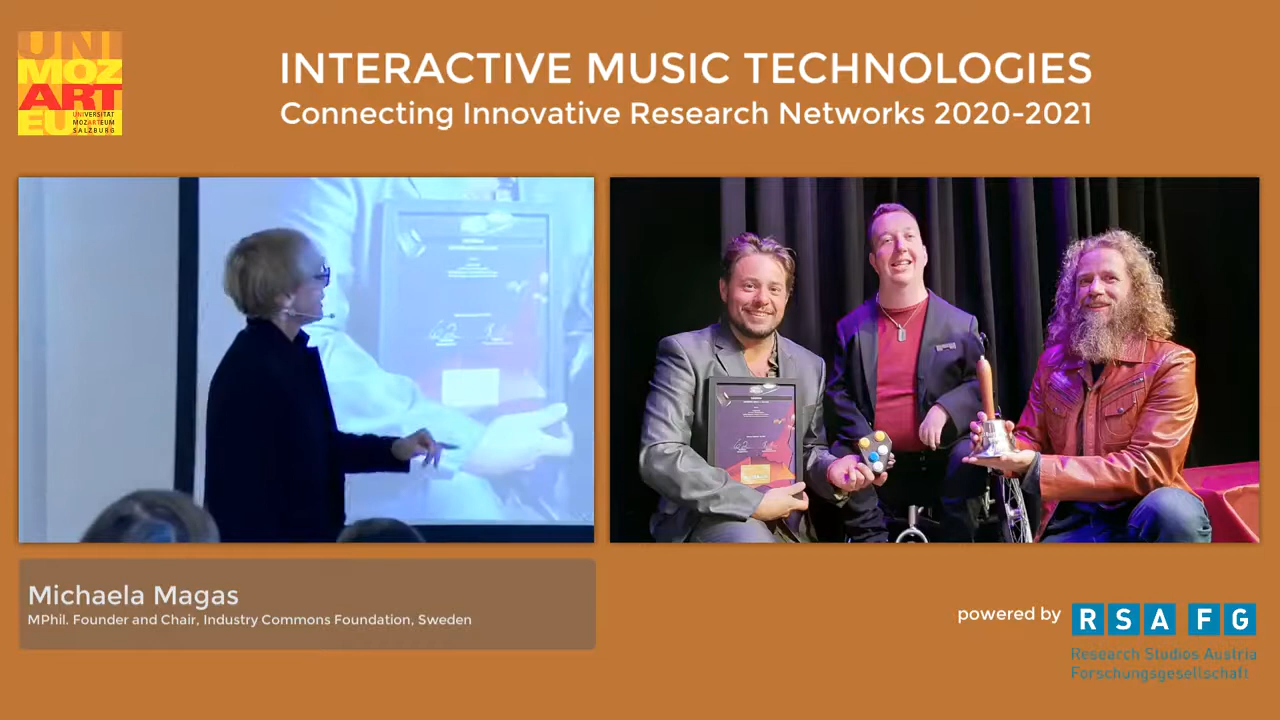 UNI
MOZ
ART
EU
UNIVERSITÄT
MOZARTEUM
SALZBURG
INTERACTIVE MUSIC TECHNOLOGIES
Connecting Innovative Research Networks 2020-2021
Michaela Magas
MPhil. Founder and Chair, Industry Commons Foundation, Sweden
powered by
RSA FG
Research Studios Austria
Forschungsgesellschaft